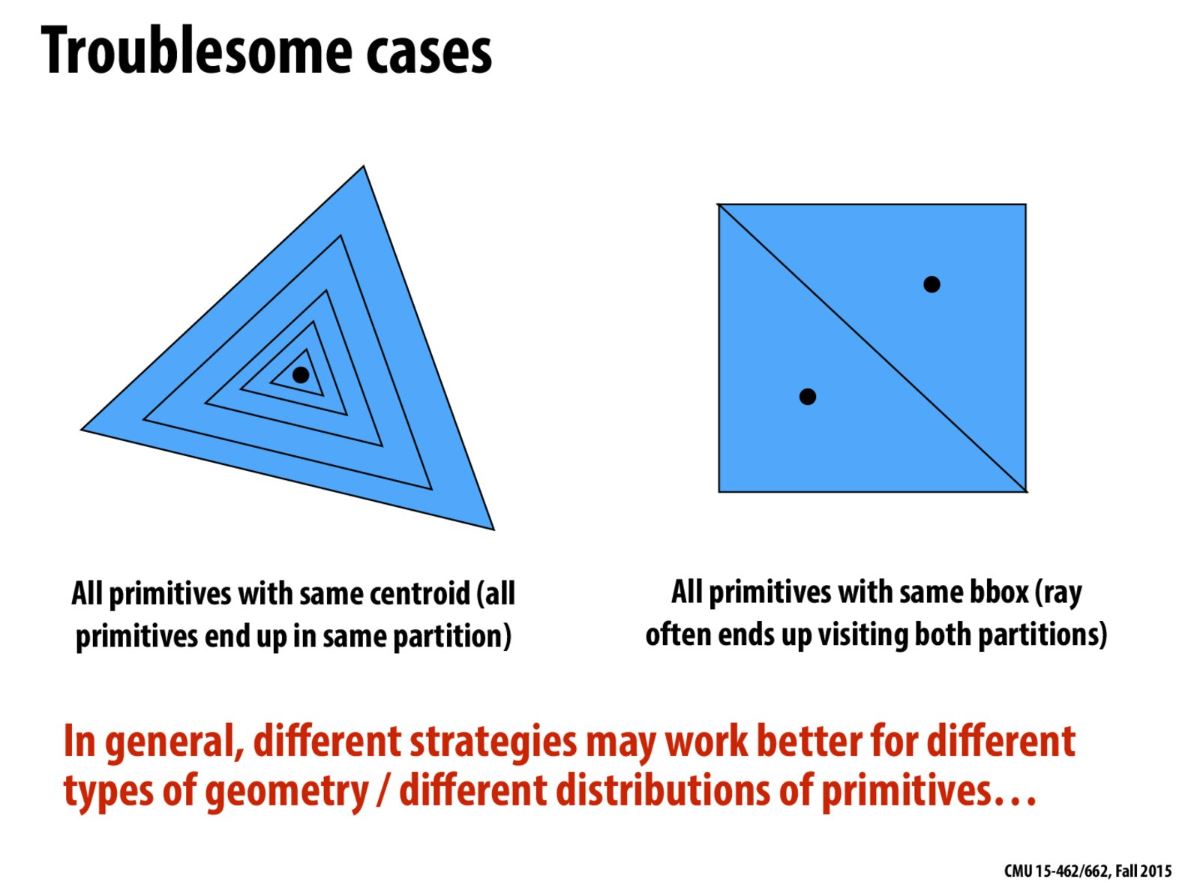 Troublesome cases
All primitives with same centroid (all
primitives end up in same partition)
All primitives with same bbox (ray
often ends up visiting both partitions)
In general, different strategies may work better for different
types of geometry / different distributions of primitives…
CMU 15-462/662, Fall 2015